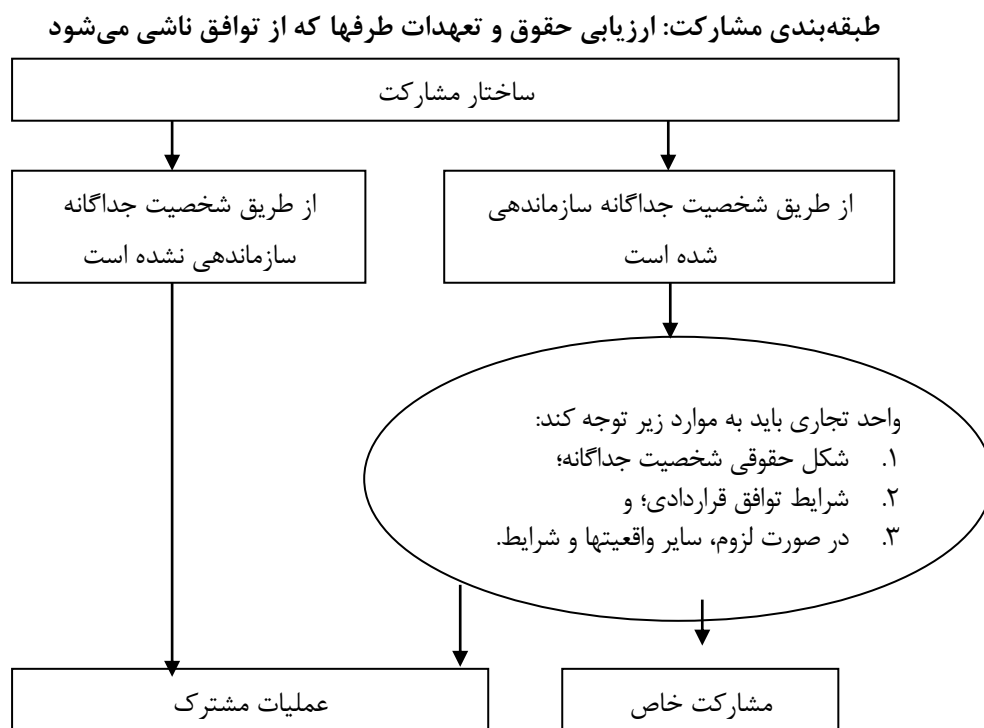 طبقه‌بندی مشارکت: ارزیابی حقوق و تعهدات طرفها که از توافق ناشی می‌شود
ساختار مشارکت
از طریق شخصیت جداگانه سازماندهی
شده است
از طریق شخصیت جداگانه
سازماندهی نشده است
واحد تجاری باید به موارد زیر توجه کند:
۱. شکل حقوقی شخصیت جداگانه؛
۲. شرایط توافق قراردادی؛ و
۳. در صورت لزوم، سایر واقعیتها و شرایط.
مشارکت خاص
عملیات مشترک